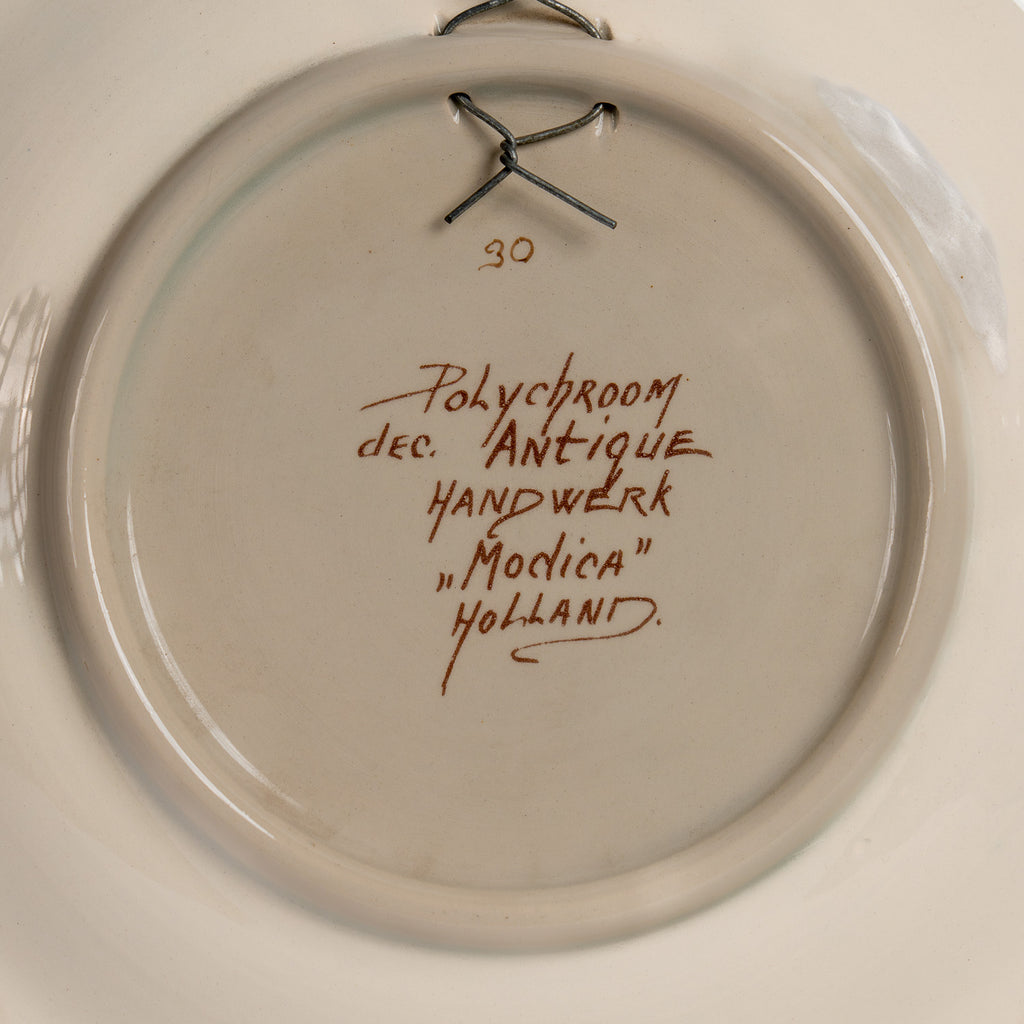 30
Polychroom
dec. Antique
Handwerk
„Modica”
Holland.